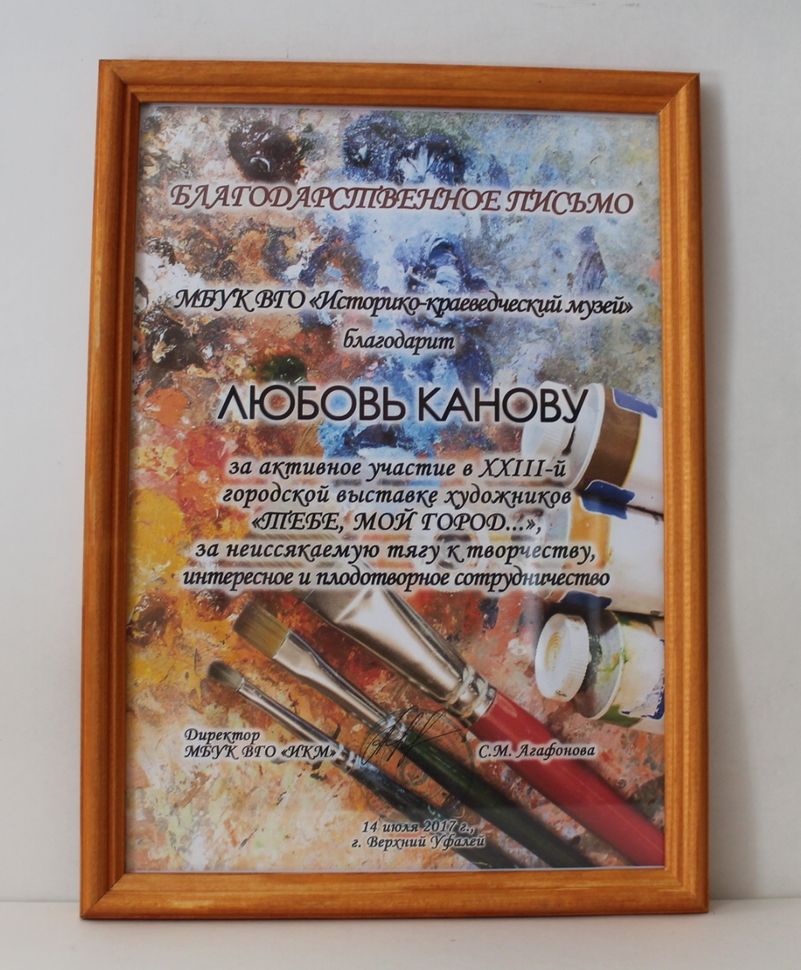 БЛАГОДАРСТВЕННОЕ ПИСЬМО
МБУК ВГО «Историко-краеведческий музей»
благодарит
ЛЮБОВЬ КАНОВУ
за активное участие в XXIII-й
городской выставке художников
«ТЕБЕ, МОЙ ГОРОД...»,
за неиссякаемую тягу к творчеству,
интересное и плодотворное сотрудничество
Директор
МБУК ВГО «ИКМ»
С.М. Агафонова
14 июля 2017 г.,
г. Верхний Уфалей